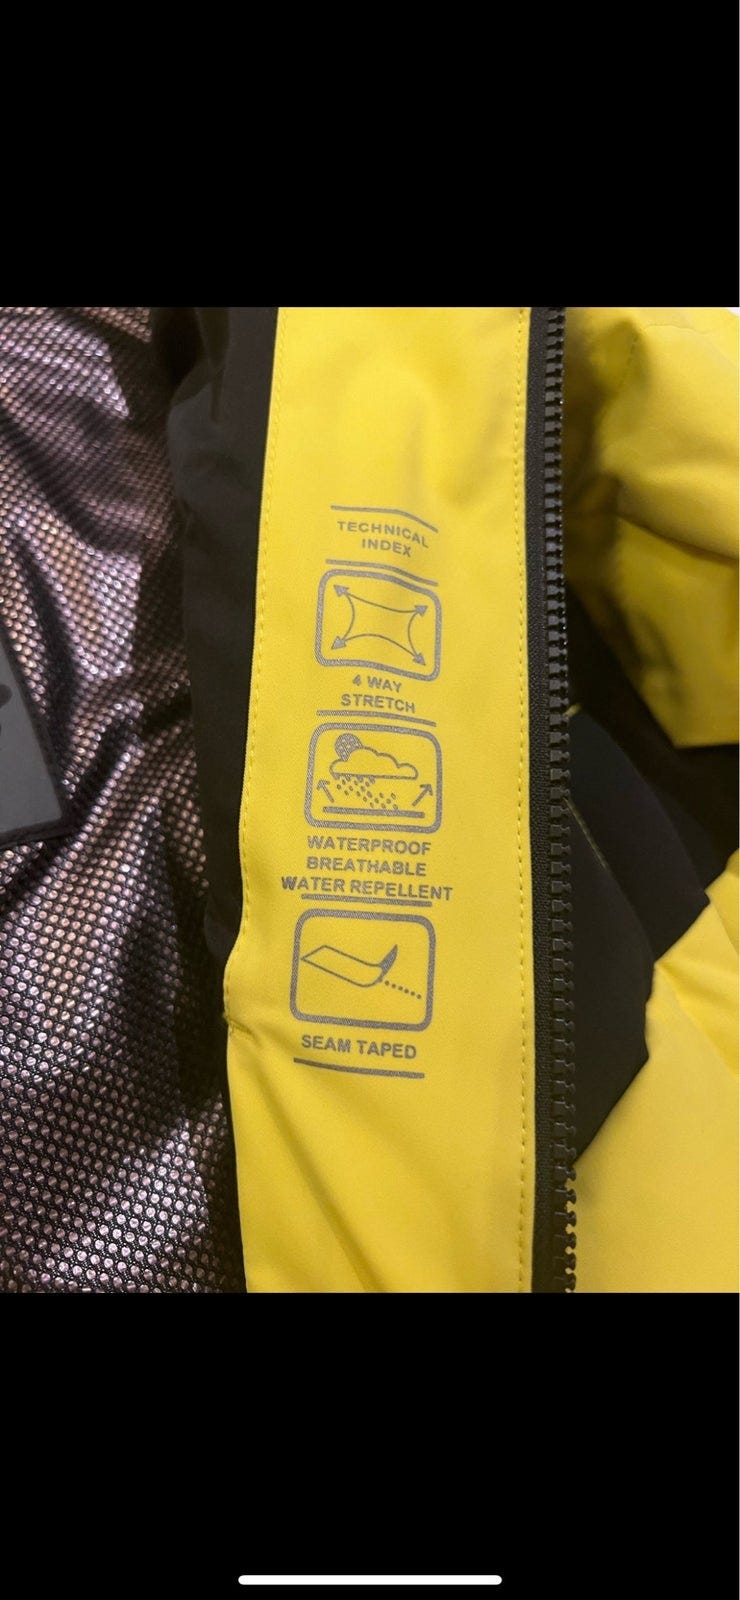 TECHNICAL
INDEX
4 WAY
STRETCH
WATERPROOF
BREATHABLE
WATER REPELLENT
SEAM TAPED